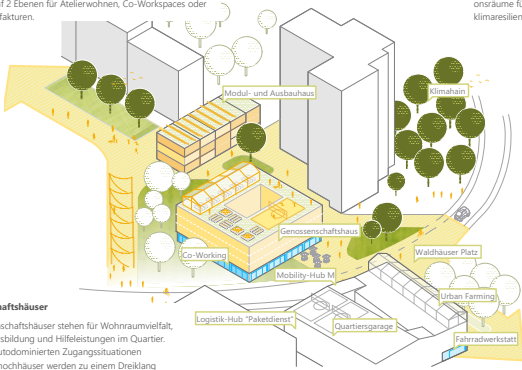 2 Ebenen für Atelierwohnen, Co-Workspaces oder
fakturen.
onsräume fü
klimaresilien
Modul- und Ausbauhaus
Klimahain
Genossenschaftshaus
Co-Working
Waldhäuser Platz
Mobility-Hub M
Urban Farming
Logistik-Hub "Paketdienst"
Quartiersgarage
Fahrradwerkstatt
haftshäuser
schaftshäuser stehen für Wohnraumvielfalt,
sbildung und Hilfeleistungen im Quartier.
utodominierten Zugangssituationen
nochhäuser werden zu einem Dreiklang